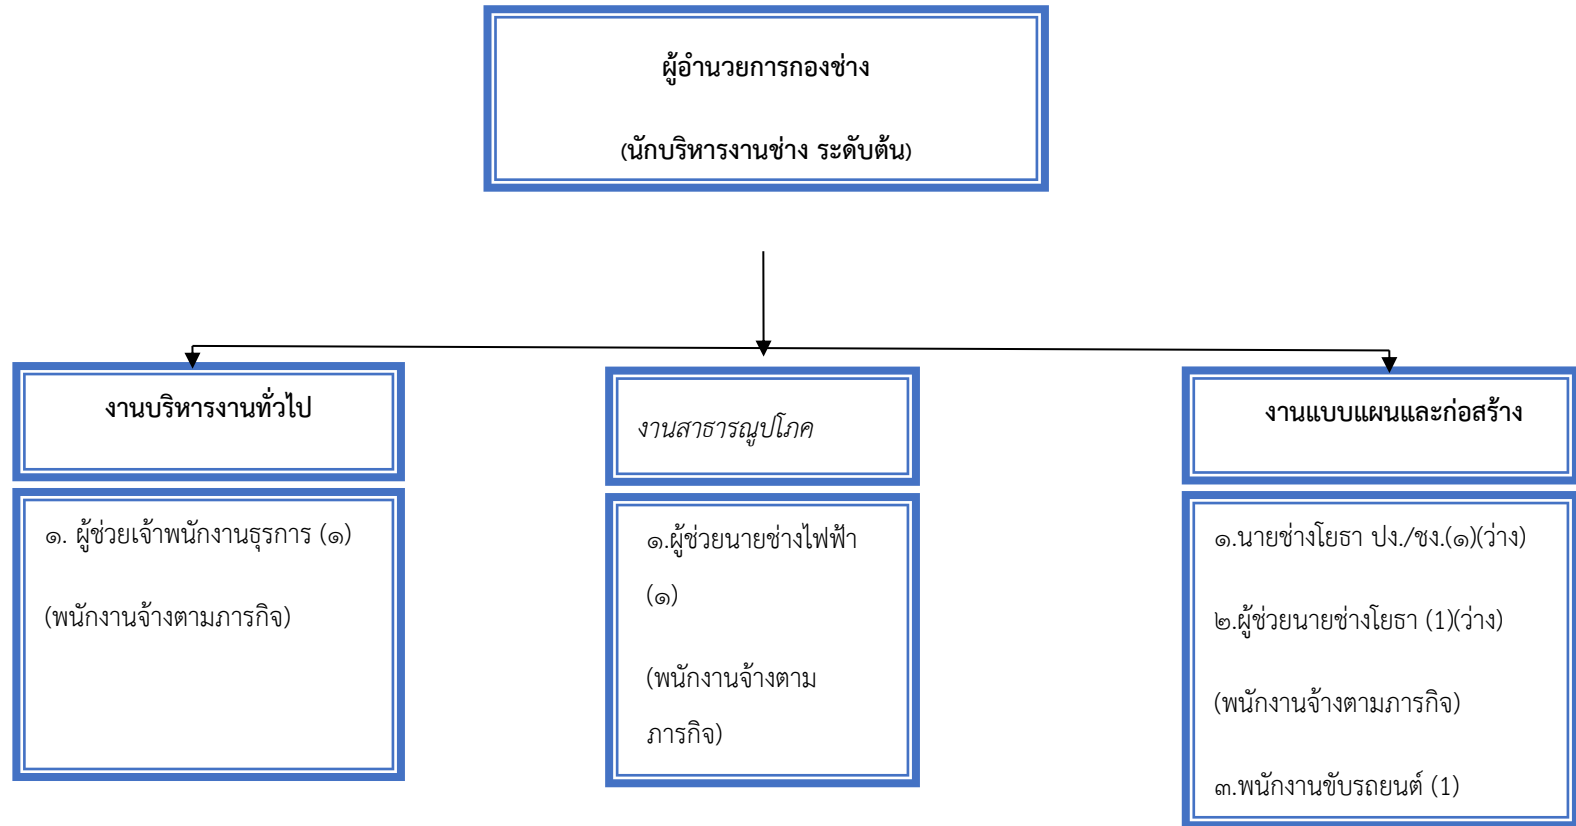 ผู้อำนวยการกองช่าง
(นักบริหารงานช่าง ระดับต้น)
งานบริหารงานทั่วไป
๑. ผู้ช่วยเจ้าพนักงานธุรการ (๑)
(พนักงานจ้างตามภารกิจ)
งานสาธารณูปโภค
๑.ผู้ช่วยนายช่างไฟฟ้า
(๑)
(พนักงานจ้างตาม
ภารกิจ)
งานแบบแผนและก่อสร้าง
๑.นายช่างโยธา ปง./ชง.(๑)(ว่าง)
๒.ผู้ช่วยนายช่างโยธา (1)(ว่าง)
(พนักงานจ้างตามภารกิจ)
๓.พนักงานขับรถยนต์ (1)